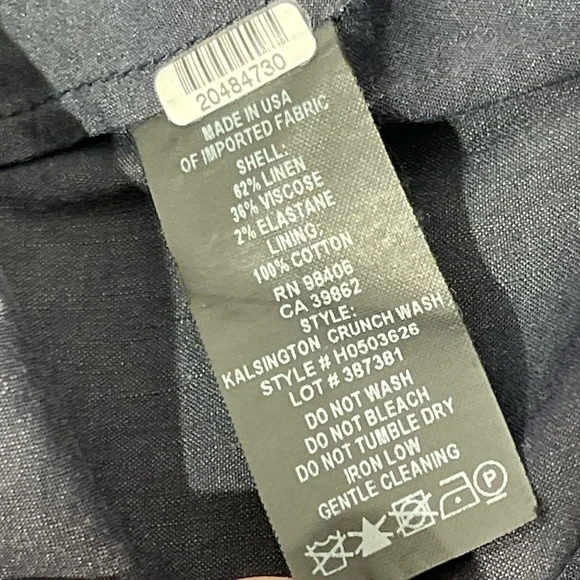 20484730
MADE IN USA
OF IMPORTED FABRIC
SHELL:
62% LINEN
36% VISCOSE
2% ELASTANE
LINING:
100% COTTON
RN 98406
CA 39862
STYLE:
KALSINGTON CRUNCH WASH
STYLE # H0503626
LOT # 387381
DO NOT WASH
DO NOT BLEACH
DO NOT TUMBLE DRY
IRON LOW
GENTLE CLEANING
P